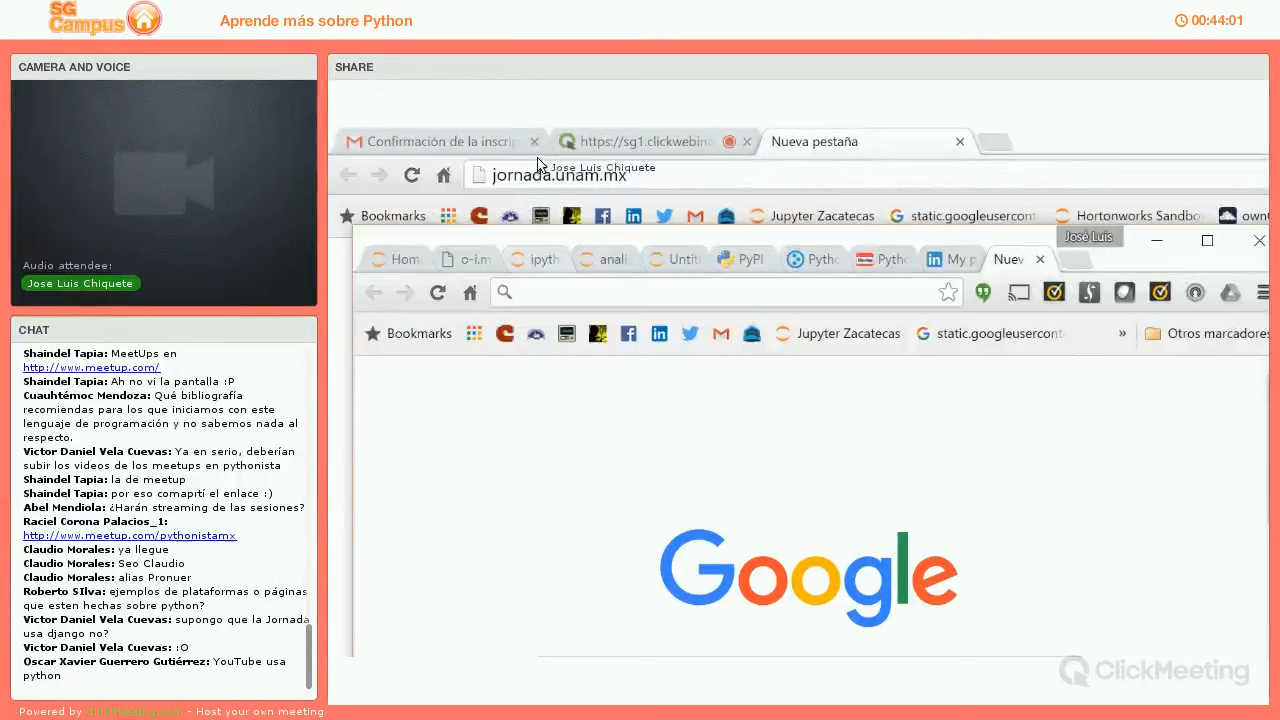 SG
Campus
Aprende más sobre Python
00:44:01
CAMERA AND VOICE
Audio attendee:
Jose Luis Chiquete
CHAT
Shaindel Tapia: MeetUps en
http://www.meetup.com/
Shaindel Tapia: Ah no vi la pantalla :P
Cuauhtémoc Mendoza: Qué bibliografía
recomiendas para los que iniciamos con este
lenguaje de programación y no sabemos nada al
respecto.
Victor Daniel Vela Cuevas: Ya en serio, deberían
subir los videos de los meetups en pythonista
Shaindel Tapia: la de meetup
Shaindel Tapia: por eso comaprtí el enlace :)
Abel Mendiola: ¿Harán streaming de las sesiones?
Raciel Corona Palacios_1:
http://www.meetup.com/pythonistamx
Claudio Morales: ya llegue
Claudio Morales: Seo Claudio
Claudio Morales: alias Pronuer
Roberto SIlva: ejemplos de plataformas o páginas
que esten hechas sobre python?
Victor Daniel Vela Cuevas: supongo que la Jornada
usa django no?
Victor Daniel Vela Cuevas: :O
Oscar Xavier Guerrero Gutiérrez: YouTube usa
python
SHARE
Confirmación de la inscrip
https://sg1.clickwebina
Nueva pestaña
Jose Luis Chiquete
jornada.unam.mx
Bookmarks
Jupyter Zacatecas
static.googleusercont
Hortonworks Sandbo
ownC
José Luis
Hom
o-i.m
ipyth
anali
Untit
PyPI
Pytho
Pytho
My p
Nuev
Bookmarks
Jupyter Zacatecas
static.googleusercont
»
Otros marcadores
Google
ClickMeeting
Powered by ClickMeeting.com - Host your own meeting